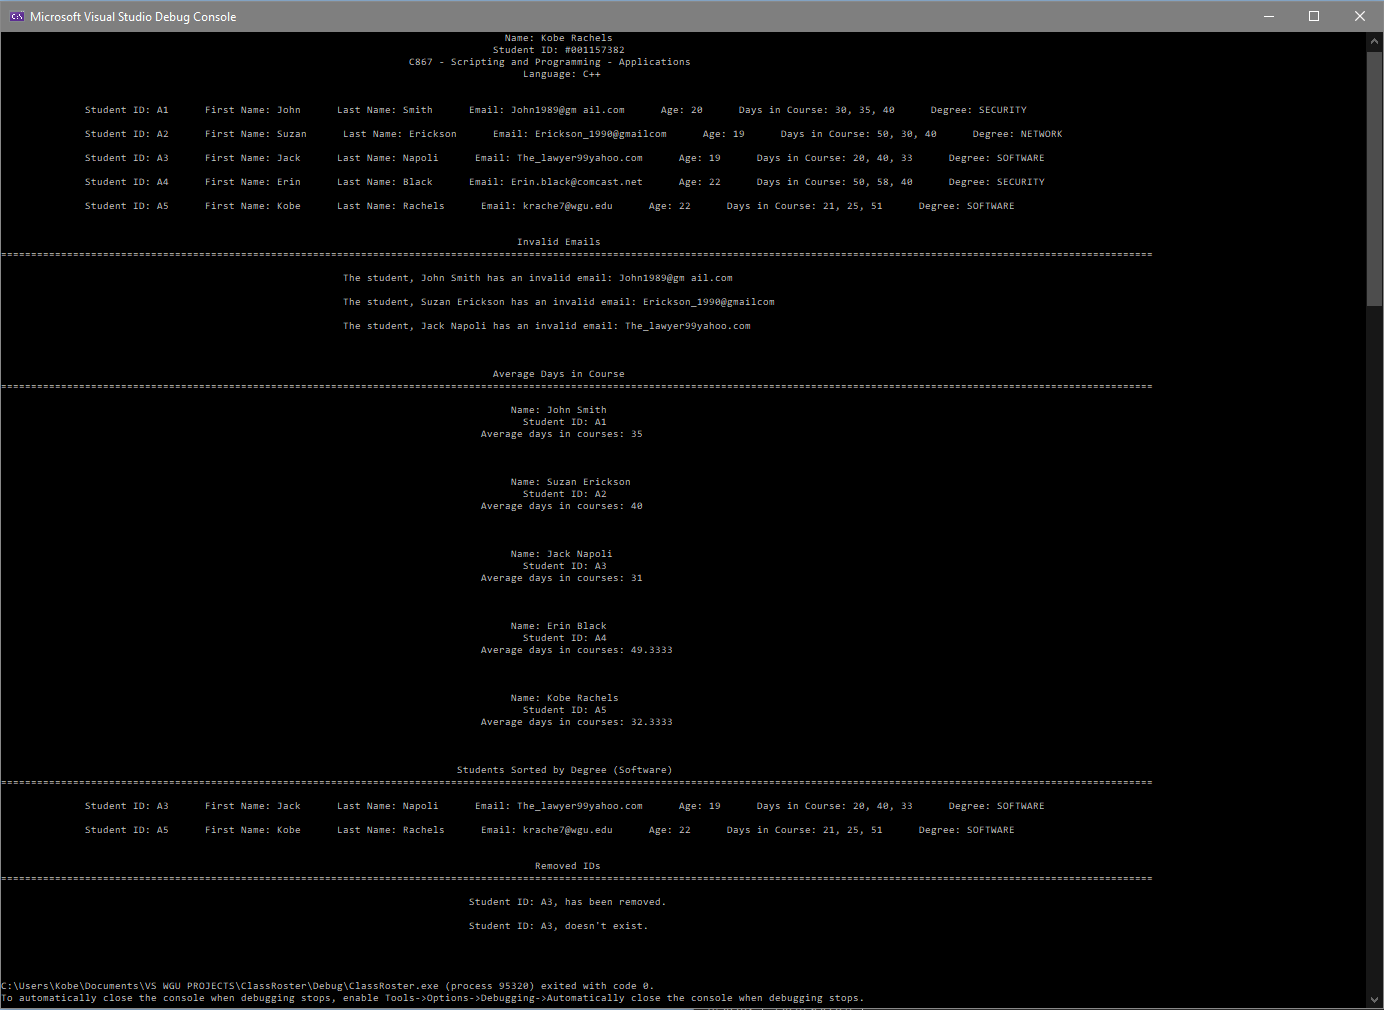 Microsoft Visual Studio Debug Console
Name: Kobe Rachels
Student ID: #001157382
C867 - Scripting and Programming - Applications
Language: C++
Student ID: A1 First Name: John Last Name: Smith Email: John1989@gm ail.com Age: 20 Days in Course: 30, 35, 40 Degree: SECURITY
Student ID: A2 First Name: Suzan Last Name: Erickson Email: Erickson_1990@gmailcom Age: 19 Days in Course: 50, 30, 40 Degree: NETWORK
Student ID: A3 First Name: Jack Last Name: Napoli Email: The_lawyer99yahoo.com Age: 19 Days in Course: 20, 40, 33 Degree: SOFTWARE
Student ID: A4 First Name: Erin Last Name: Black Email: Erin.black@comcast.net Age: 22 Days in Course: 50, 58, 40 Degree: SECURITY
Student ID: A5 First Name: Kobe Last Name: Rachels Email: krache7@wgu.edu Age: 22 Days in Course: 21, 25, 51 Degree: SOFTWARE
Invalid Emails
================================================================================================================================================================================================
The student, John Smith has an invalid email: John1989@gm ail.com
The student, Suzan Erickson has an invalid email: Erickson_1990@gmailcom
The student, Jack Napoli has an invalid email: The_lawyer99yahoo.com
Average Days in Course
================================================================================================================================================================================================
Name: John Smith
Student ID: A1
Average days in courses: 35
Name: Suzan Erickson
Student ID: A2
Average days in courses: 40
Name: Jack Napoli
Student ID: A3
Average days in courses: 31
Name: Erin Black
Student ID: A4
Average days in courses: 49.3333
Name: Kobe Rachels
Student ID: A5
Average days in courses: 32.3333
Students Sorted by Degree (Software)
================================================================================================================================================================================================
Student ID: A3 First Name: Jack Last Name: Napoli Email: The_lawyer99yahoo.com Age: 19 Days in Course: 20, 40, 33 Degree: SOFTWARE
Student ID: A5 First Name: Kobe Last Name: Rachels Email: krache7@wgu.edu Age: 22 Days in Course: 21, 25, 51 Degree: SOFTWARE
Removed IDs
================================================================================================================================================================================================
Student ID: A3, has been removed.
Student ID: A3, doesn't exist.
C:\Users\Kobe\Documents\VS WGU PROJECTS\ClassRoster\Debug\ClassRoster.exe (process 95320) exited with code 0.
To automatically close the console when debugging stops, enable Tools->Options->Debugging->Automatically close the console when debugging stops.